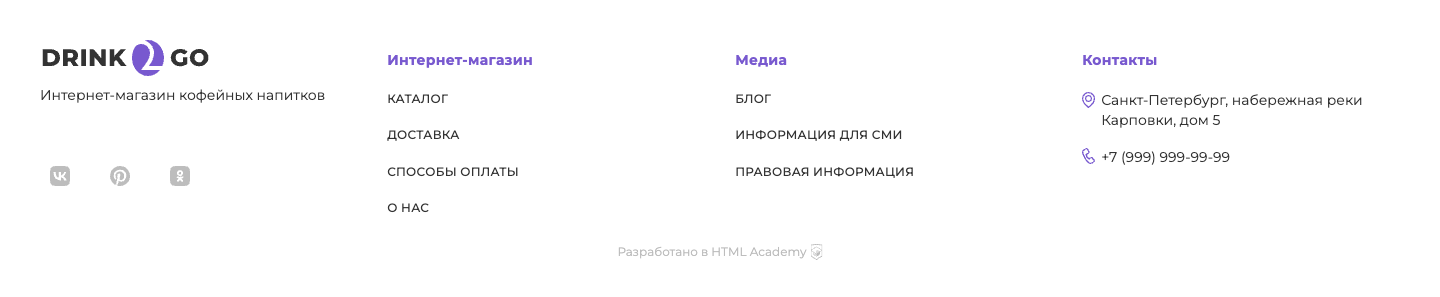 DRINK 2 GO
Интернет-магазин кофейных напитков
Интернет-магазин
КАТАЛОГ
ДОСТАВКА
СПОСОБЫ ОПЛАТЫ
О НАС
Медиа
БЛОГ
ИНФОРМАЦИЯ ДЛЯ СМИ
ПРАВОВАЯ ИНФОРМАЦИЯ
Контакты
Санкт-Петербург, набережная реки
Карповки, дом 5
+7 (999) 999-99-99
Разработано в HTML Academy